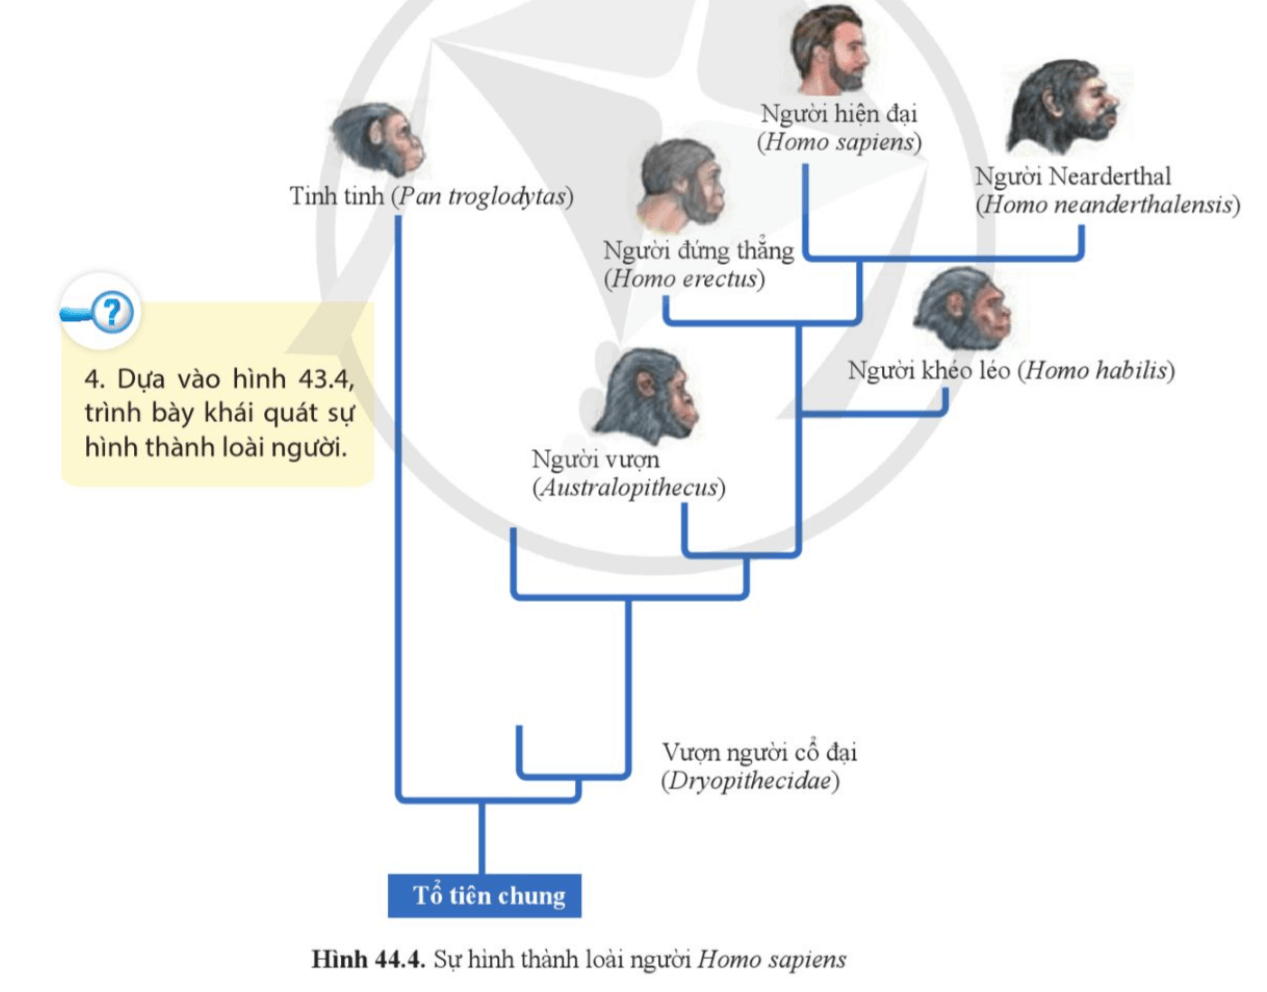 Người hiện đại
(Homo sapiens)
Người Nearderthal
(Homo neanderthalensis)
Tinh tinh (Pan troglodytas)
Người đứng thẳng
(Homo erectus)
?
4. Dựa vào hình 43.4,
trình bày khái quát sự
hình thành loài người.
Người khéo léo (Homo habilis)
Người vượn
(Australopithecus)
Vượn người cổ đại
(Dryopithecidae)
Tổ tiên chung
Hình 44.4. Sự hình thành loài người Homo sapiens